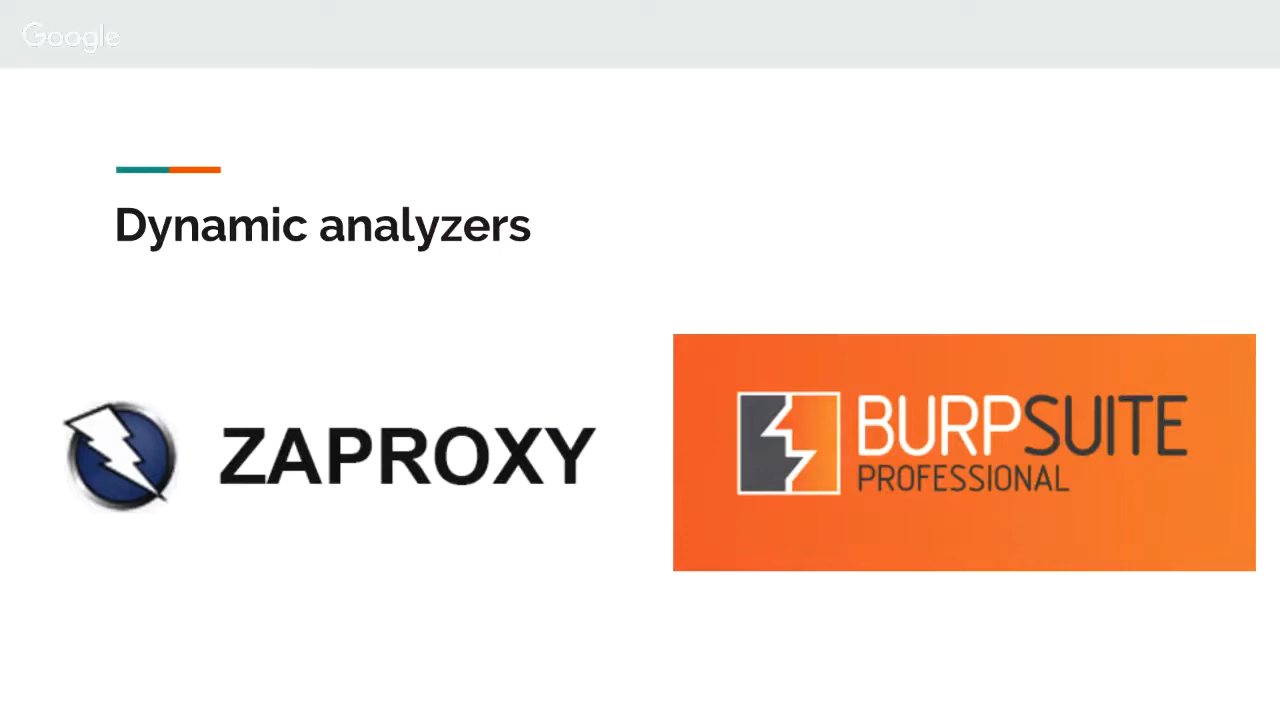 Google
Dynamic analyzers
ZAPROXY
BURPSUITE
PROFESSIONAL